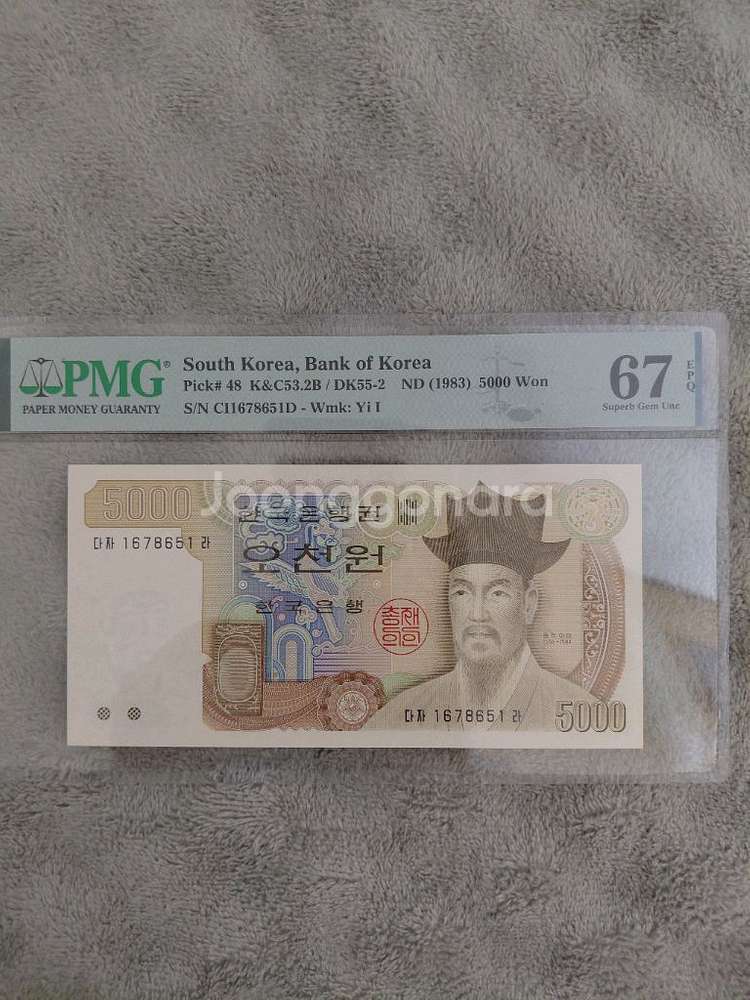 PMG®
PAPER MONEY GUARANTY
South Korea, Bank of Korea
Pick# 48 K&C53.2B / DK55-2 ND (1983) 5000 Won
S/N CI1678651D - Wmk: Yi I
67 EPQ
Superb Gem Unc
Joonggonara
5000
한국은행권
다자 1678651 라
오천원
한국은행
총재의인
다자 1678651 라
5000